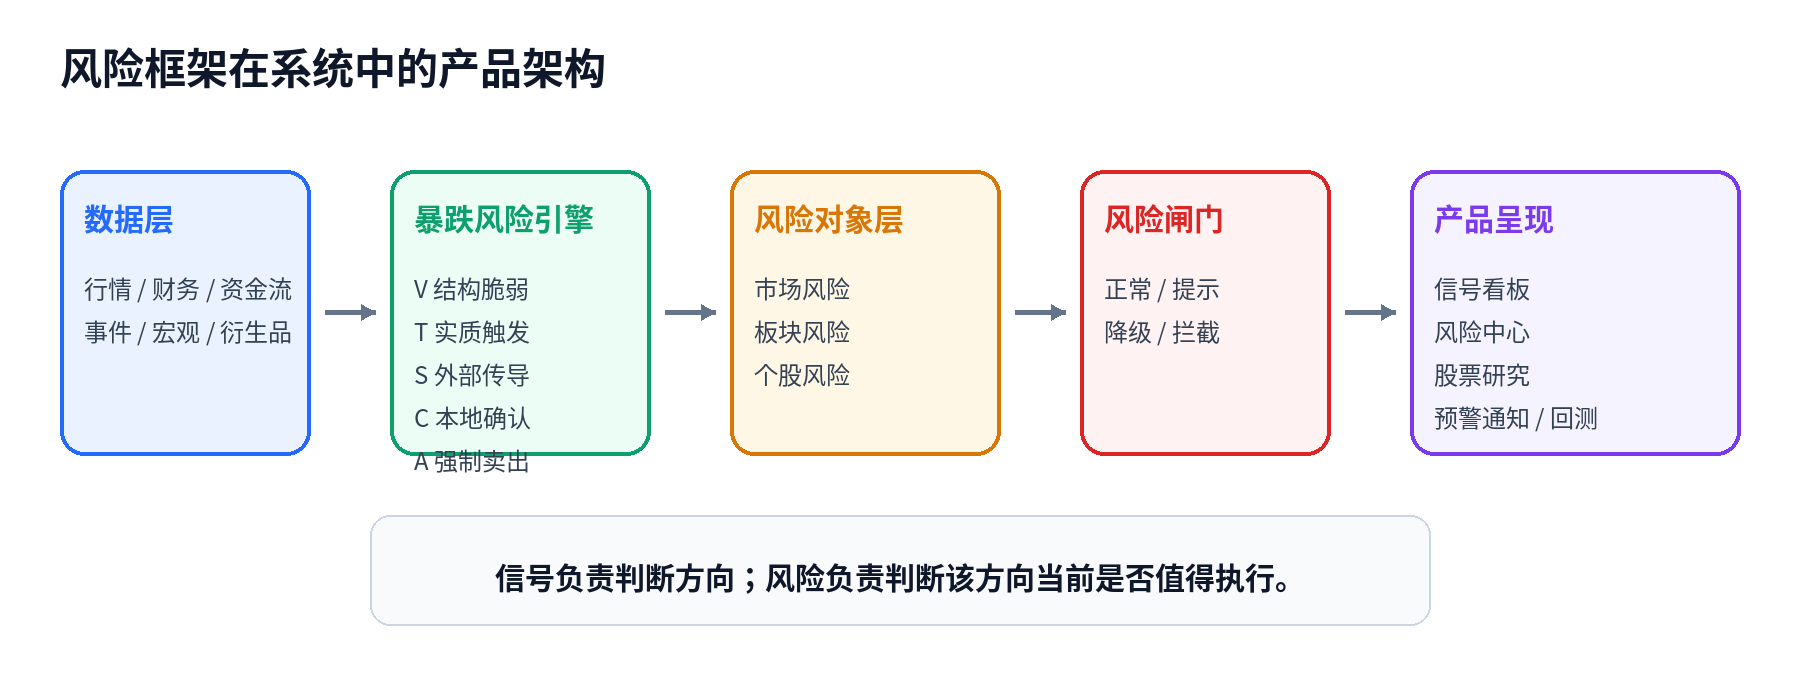 风险框架在系统中的产品架构
数据层
行情 / 财务 / 资金流
事件 / 宏观 / 衍生品
暴跌风险引擎
V 结构脆弱
T 实质触发
S 外部传导
C 本地确认
A 强制卖出
风险对象层
市场风险
板块风险
个股风险
风险闸门
正常 / 提示
降级 / 拦截
产品呈现
信号看板
风险中心
股票研究
预警通知 / 回测
信号负责判断方向；风险负责判断该方向当前是否值得执行。